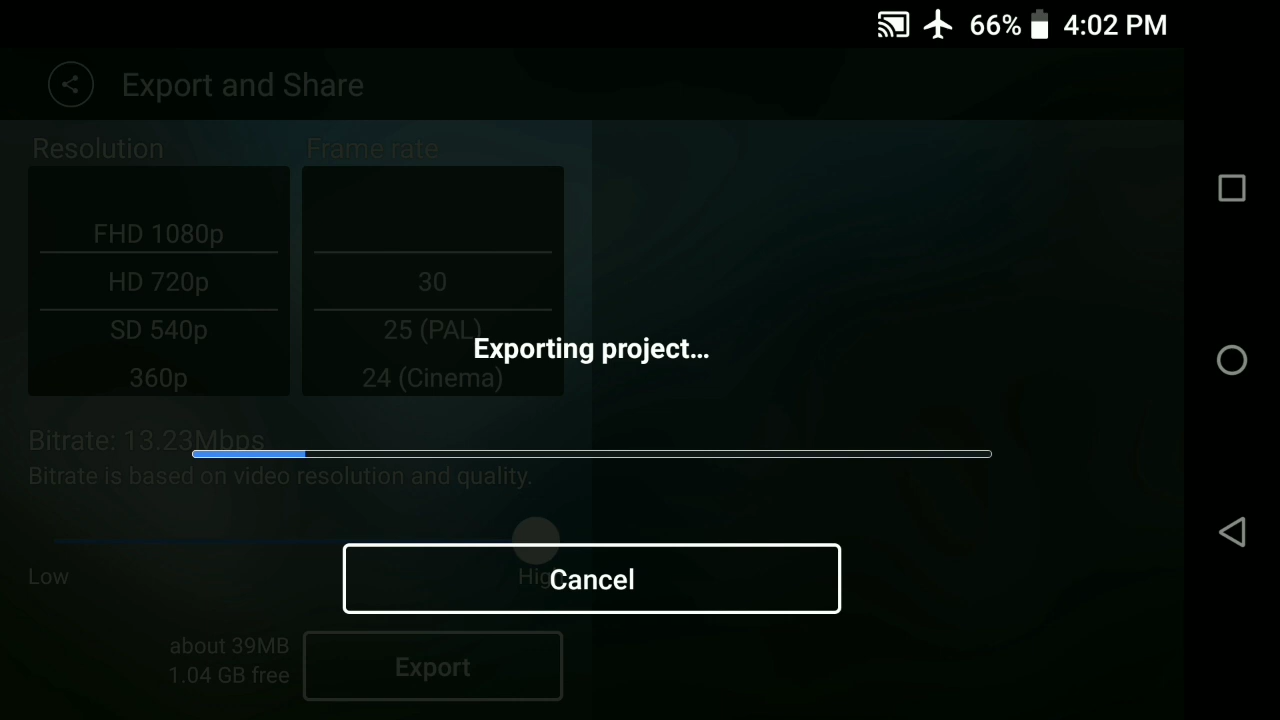 66% 4:02 PM
Export and Share
Resolution Frame rate
FHD 1080p
HD 720p 30
SD 540p 25 (PAL)
Exporting project...
360p 24 (Cinema)
Bitrate: 13.23Mbps
Bitrate is based on video resolution and quality.
Low Hig
Cancel
about 39MB
1.04 GB free
Export